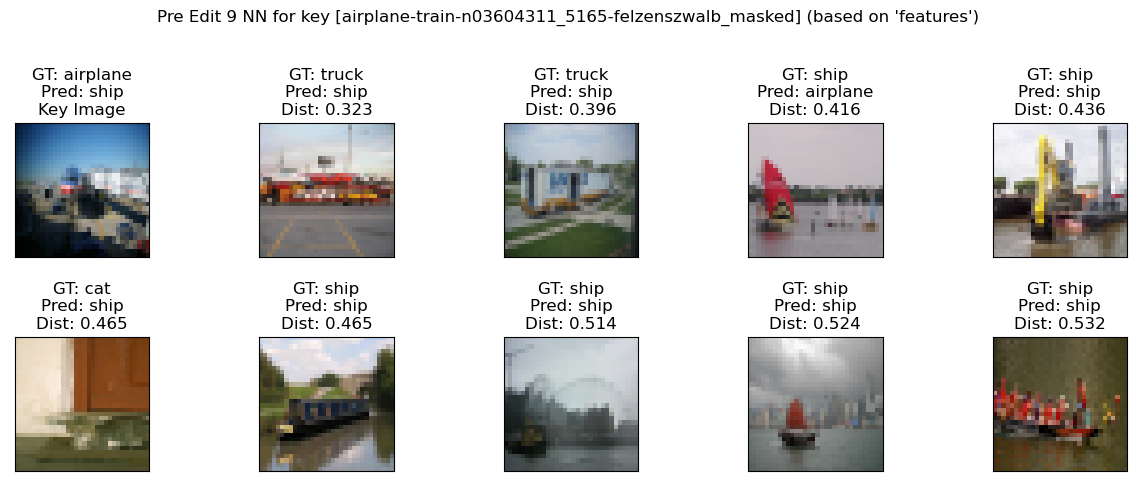 Pre Edit 9 NN for key [airplane-train-n03604311_5165-felzenszwalb_masked] (based on 'features')
GT: airplane
Pred: ship
Key Image
GT: truck
Pred: ship
Dist: 0.323
GT: truck
Pred: ship
Dist: 0.396
GT: ship
Pred: airplane
Dist: 0.416
GT: ship
Pred: ship
Dist: 0.436
GT: cat
Pred: ship
Dist: 0.465
GT: ship
Pred: ship
Dist: 0.465
GT: ship
Pred: ship
Dist: 0.514
GT: ship
Pred: ship
Dist: 0.524
GT: ship
Pred: ship
Dist: 0.532